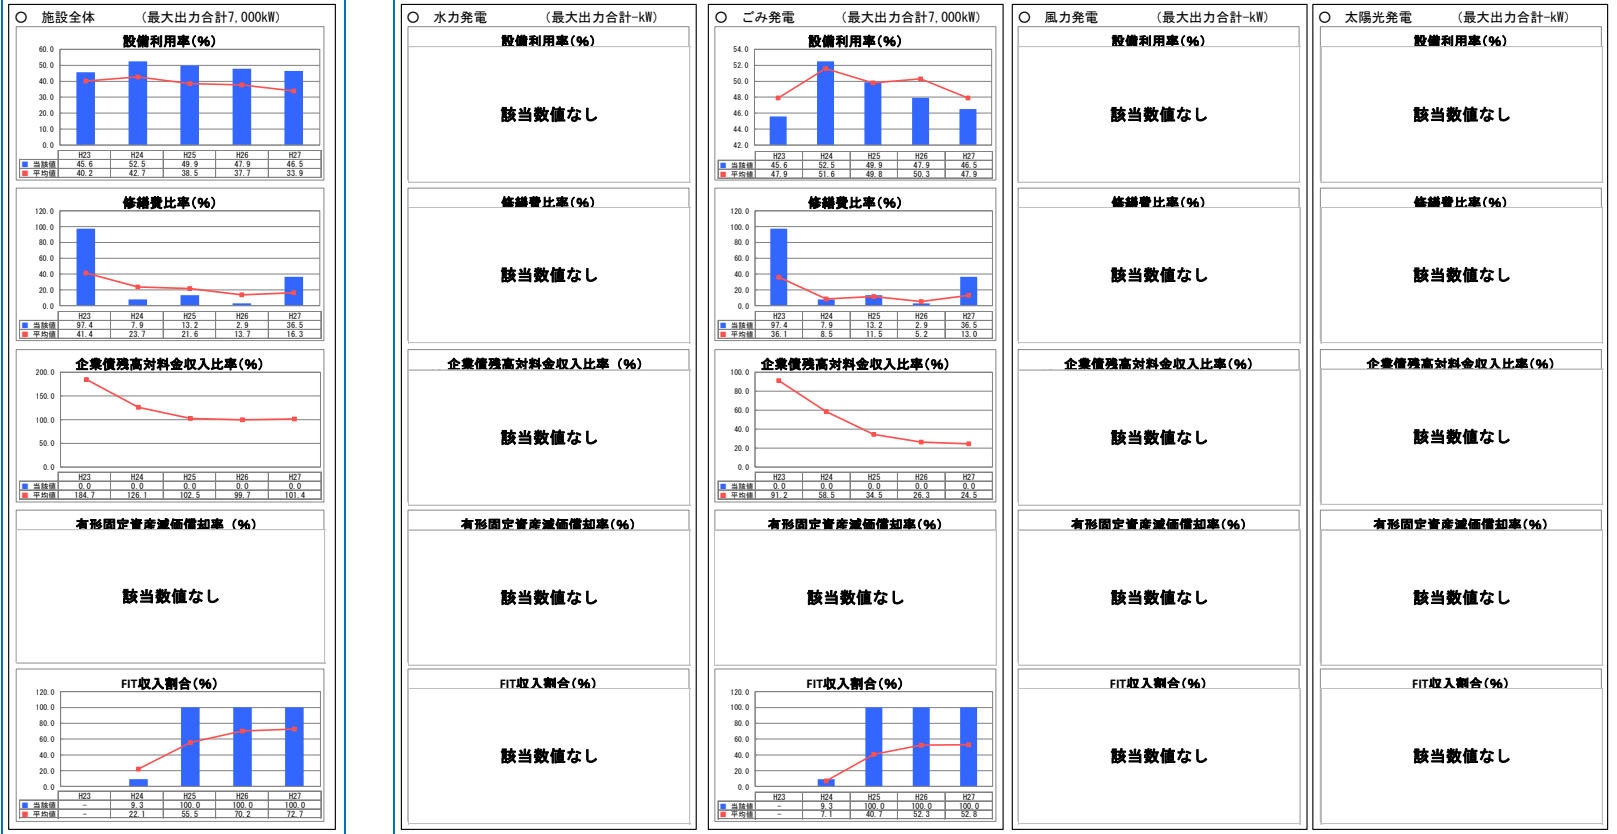 ○ 施設全体 (最大出力合計7,000kW)
設備利用率(%)
60.0
50.0
40.0
30.0
20.0
10.0
0.0
H23 H24 H25 H26 H27
当該値 45.6 52.5 49.9 47.9 46.5
平均値 40.2 42.7 38.5 37.7 33.9
修繕費比率(%)
120.0
100.0
80.0
60.0
40.0
20.0
0.0
H23 H24 H25 H26 H27
当該値 97.4 7.9 13.2 2.9 36.5
平均値 41.4 23.7 21.6 13.7 16.3
企業債残高対料金収入比率(%)
200.0
150.0
100.0
50.0
0.0
H23 H24 H25 H26 H27
当該値 0.0 0.0 0.0 0.0 0.0
平均値 184.7 126.1 102.5 99.7 101.4
有形固定資産減価償却率 (%)
該当数値なし
FIT収入割合(%)
120.0
100.0
80.0
60.0
40.0
20.0
0.0
H23 H24 H25 H26 H27
当該値 - 9.3 100.0 100.0 100.0
平均値 - 22.1 55.5 70.2 72.7
○ 水力発電 (最大出力合計-kW)
設備利用率(%)
該当数値なし
修繕費比率(%)
該当数値なし
企業債残高対料金収入比率 (%)
該当数値なし
有形固定資産減価償却率(%)
該当数値なし
FIT収入割合(%)
該当数値なし
○ ごみ発電 (最大出力合計7,000kW)
設備利用率(%)
54.0
52.0
50.0
48.0
46.0
44.0
42.0
H23 H24 H25 H26 H27
当該値 45.6 52.5 49.9 47.9 46.5
平均値 47.9 51.6 49.8 50.3 47.9
修繕費比率(%)
120.0
100.0
80.0
60.0
40.0
20.0
0.0
H23 H24 H25 H26 H27
当該値 97.4 7.9 13.2 2.9 36.5
平均値 36.1 8.5 11.5 5.2 13.0
企業債残高対料金収入比率(%)
100.0
80.0
60.0
40.0
20.0
0.0
H23 H24 H25 H26 H27
当該値 0.0 0.0 0.0 0.0 0.0
平均値 91.2 58.5 34.5 26.3 24.5
有形固定資産減価償却率(%)
該当数値なし
FIT収入割合(%)
120.0
100.0
80.0
60.0
40.0
20.0
0.0
H23 H24 H25 H26 H27
当該値 - 9.3 100.0 100.0 100.0
平均値 - 7.1 40.7 52.3 52.8
○ 風力発電 (最大出力合計-kW)
設備利用率(%)
該当数値なし
修繕費比率(%)
該当数値なし
企業債残高対料金収入比率(%)
該当数値なし
有形固定資産減価償却率(%)
該当数値なし
FIT収入割合(%)
該当数値なし
○ 太陽光発電 (最大出力合計-kW)
設備利用率(%)
該当数値なし
修繕費比率(%)
該当数値なし
企業債残高対料金収入比率(%)
該当数値なし
有形固定資産減価償却率(%)
該当数値なし
FIT収入割合(%)
該当数値なし